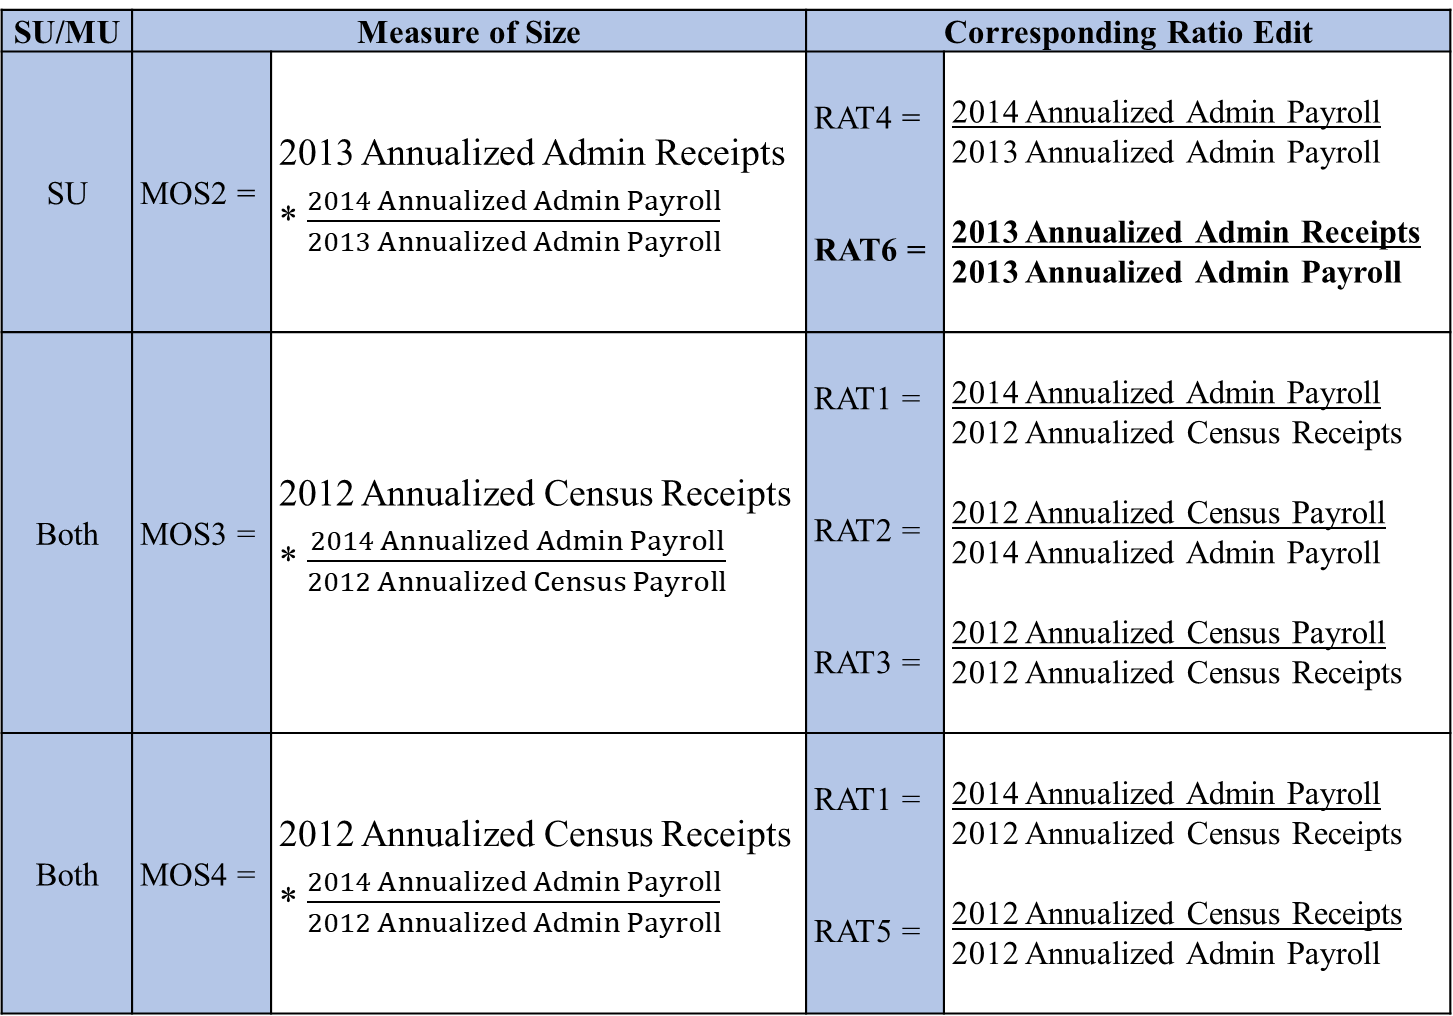 SU/MU Measure of Size Corresponding Ratio Edit
SU
MOS2 =
2013 Annualized Admin Receipts
* 2014 Annualized Admin Payroll
2013 Annualized Admin Payroll
RAT4 =
2014 Annualized Admin Payroll
2013 Annualized Admin Payroll
RAT6 =
2013 Annualized Admin Receipts
2013 Annualized Admin Payroll
Both
MOS3 =
2012 Annualized Census Receipts
* 2014 Annualized Admin Payroll
2012 Annualized Census Payroll
RAT1 =
2014 Annualized Admin Payroll
2012 Annualized Census Receipts
RAT2 =
2012 Annualized Census Payroll
2014 Annualized Admin Payroll
RAT3 =
2012 Annualized Census Payroll
2012 Annualized Census Receipts
Both
MOS4 =
2012 Annualized Census Receipts
* 2014 Annualized Admin Payroll
2012 Annualized Admin Payroll
RAT1 =
2014 Annualized Admin Payroll
2012 Annualized Census Receipts
RAT5 =
2012 Annualized Census Receipts
2012 Annualized Admin Payroll